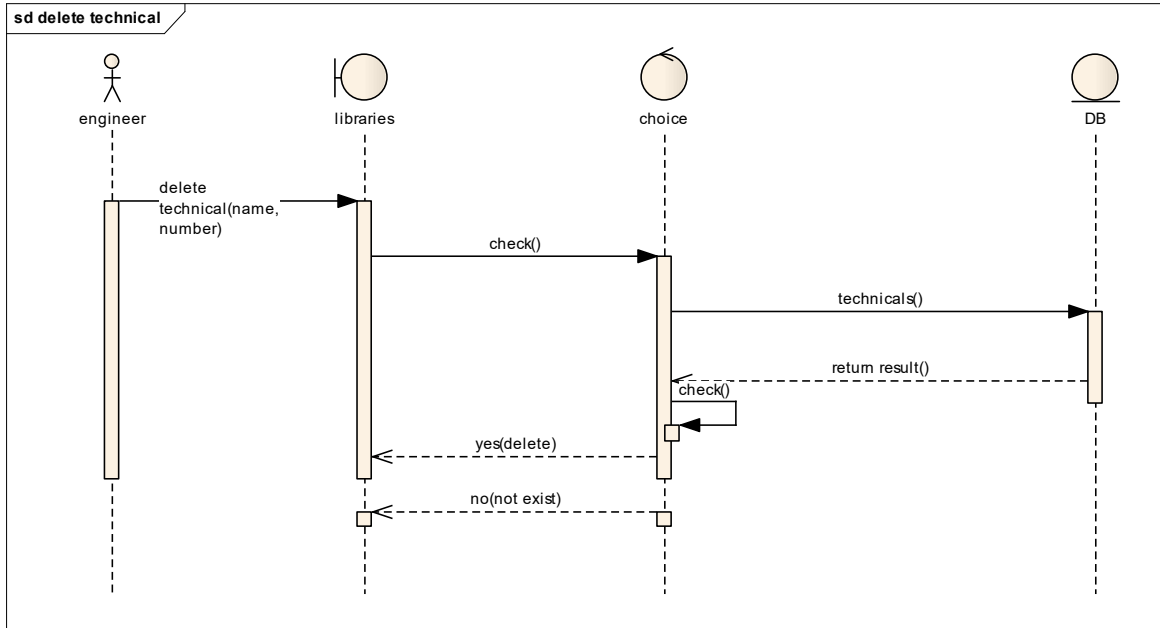 sd delete technical
engineer
libraries
choice
DB
delete
technical(name,
number)
check()
technicals()
return result()
check()
yes(delete)
no(not exist)